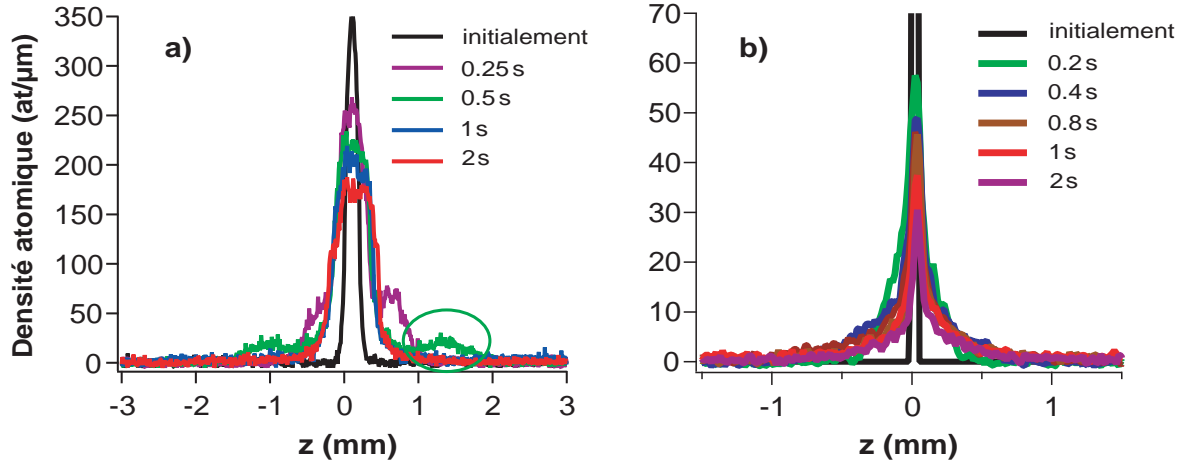 a)
Densité atomique (at/µm)
350
300
250
200
150
100
50
0
-3
-2
-1
0
1
2
3
z (mm)
initialement
0.25 s
0.5 s
1 s
2 s
b)
70
60
50
40
30
20
10
0
-1
0
1
z (mm)
initialement
0.2 s
0.4 s
0.8 s
1 s
2 s